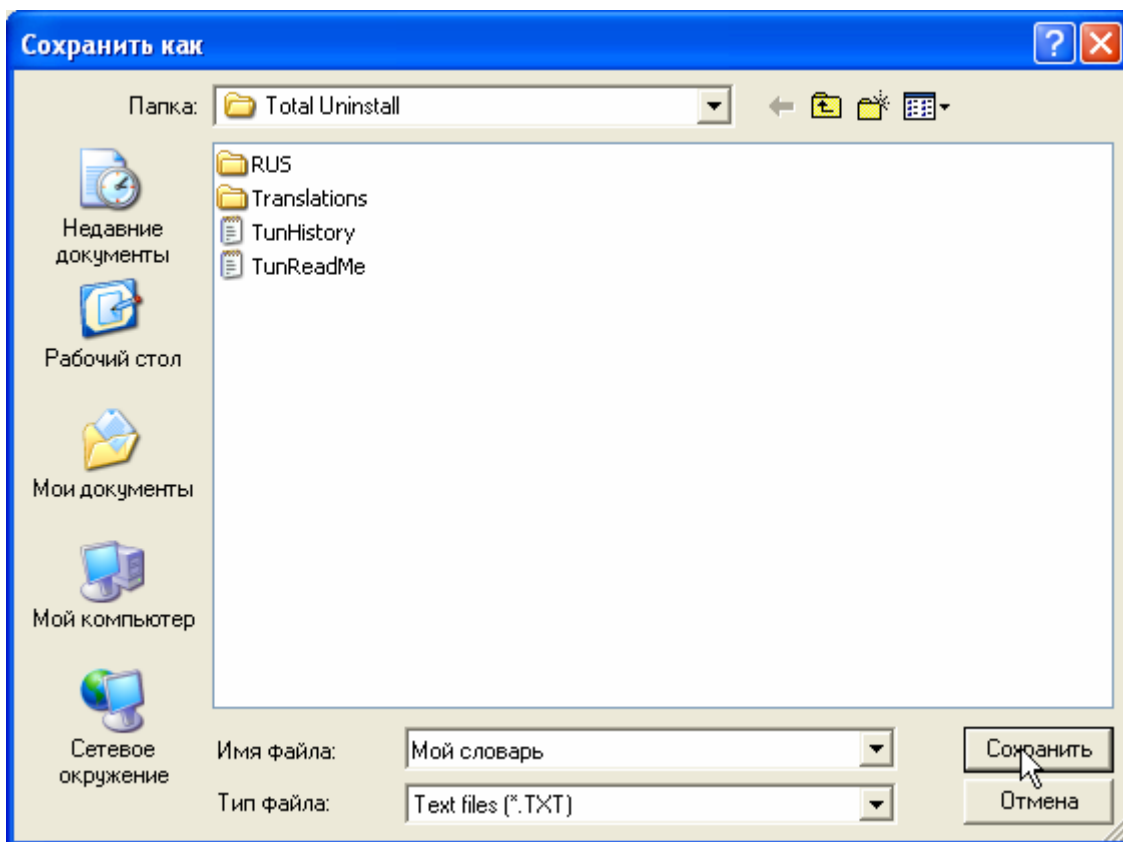 Сохранить как
Папка: Total Uninstall
RUS
Translations
TunHistory
TunReadMe
Недавние
документы
Рабочий стол
Мои документы
Мой компьютер
Сетевое
окружение
Имя файла: Мой словарь Сохранить
Тип файла: Text files (*.TXT) Отмена